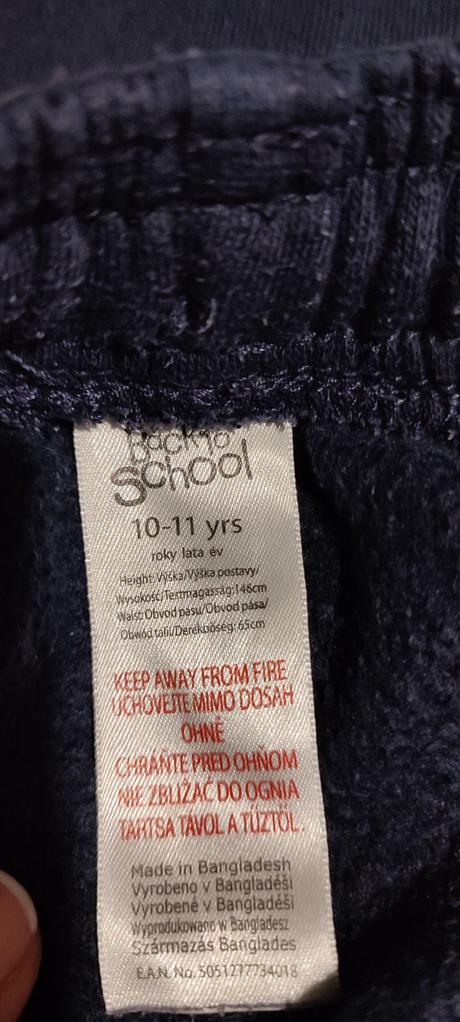 Back to
School
10-11 yrs
roky lata év
Height: Výška/Výška postavy/
Wysokość/Testmagasság:146cm
Waist: Obvod pasu/Obvod pása/
Obwód talii/Derekbőség: 65cm
KEEP AWAY FROM FIRE
UCHOVEJTE MIMO DOSAH
OHNĚ
CHRÁŇTE PRED OHŇOM
NIE ZBLIŻAĆ DO OGNIA
TARTSA TÁVOL A TŰZTŐL.
Made in Bangladesh
Vyrobeno v Bangladéši
Vyrobené v Bangladéši
Wyprodukowano w Bangladesz
Származás Banglades
E.A.N. No. 5051277734018